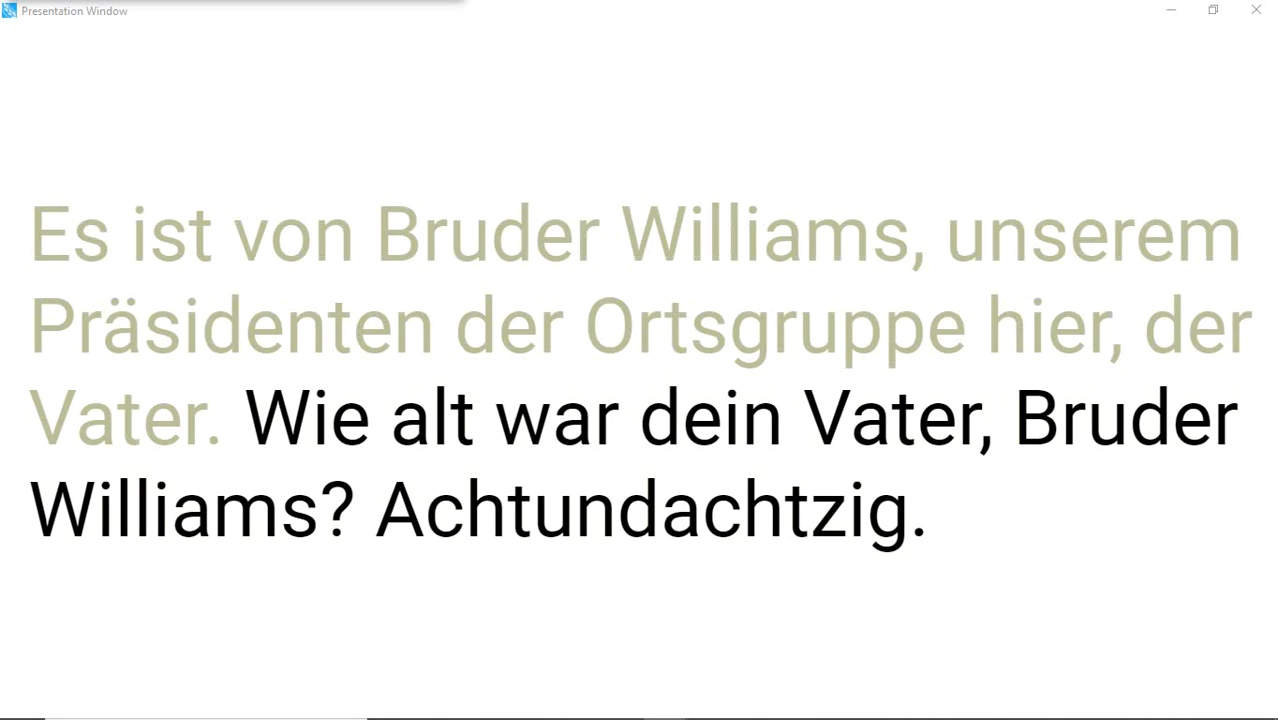 Presentation Window
Es ist von Bruder Williams, unserem
Präsidenten der Ortsgruppe hier, der
Vater. Wie alt war dein Vater, Bruder
Williams? Achtundachtzig.